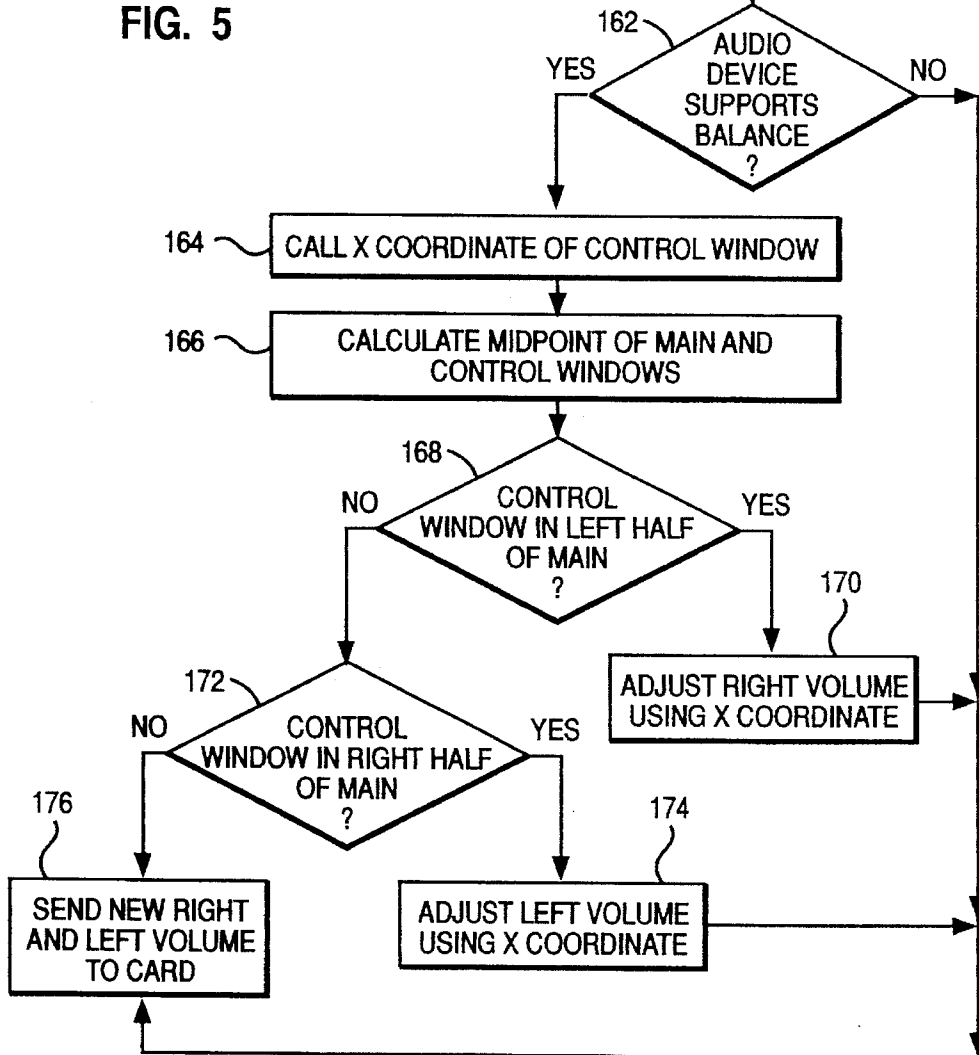 FIG. 5
162
AUDIO
DEVICE
SUPPORTS
BALANCE
?
YES
NO
164
CALL X COORDINATE OF CONTROL WINDOW
166
CALCULATE MIDPOINT OF MAIN AND
CONTROL WINDOWS
168
CONTROL
WINDOW IN LEFT HALF
OF MAIN
?
NO
YES
170
ADJUST RIGHT VOLUME
USING X COORDINATE
172
CONTROL
WINDOW IN RIGHT HALF
OF MAIN
?
NO
YES
176
SEND NEW RIGHT
AND LEFT VOLUME
TO CARD
174
ADJUST LEFT VOLUME
USING X COORDINATE